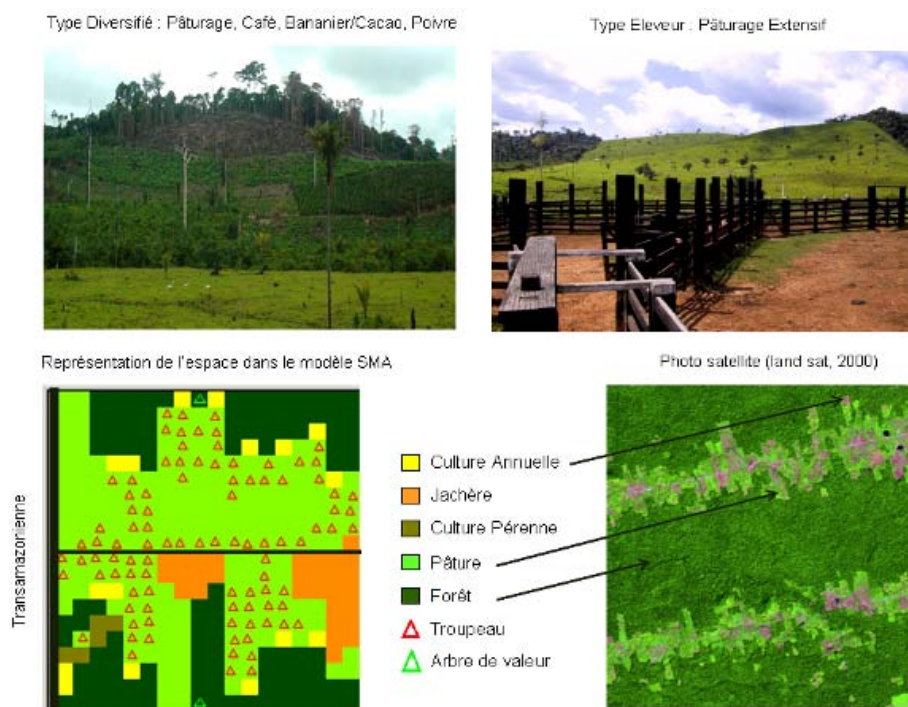 Type Diversifié : Pâturage, Café, Bananier/Cacao, Poivre
Type Eleveur : Pâturage Extensif
Représentation de l'espace dans le modèle SMA
Photo satellite (land sat, 2000)
Transamazonienne
Culture Annuelle
Jachère
Culture Pérenne
Pâture
Forêt
Troupeau
Arbre de valeur